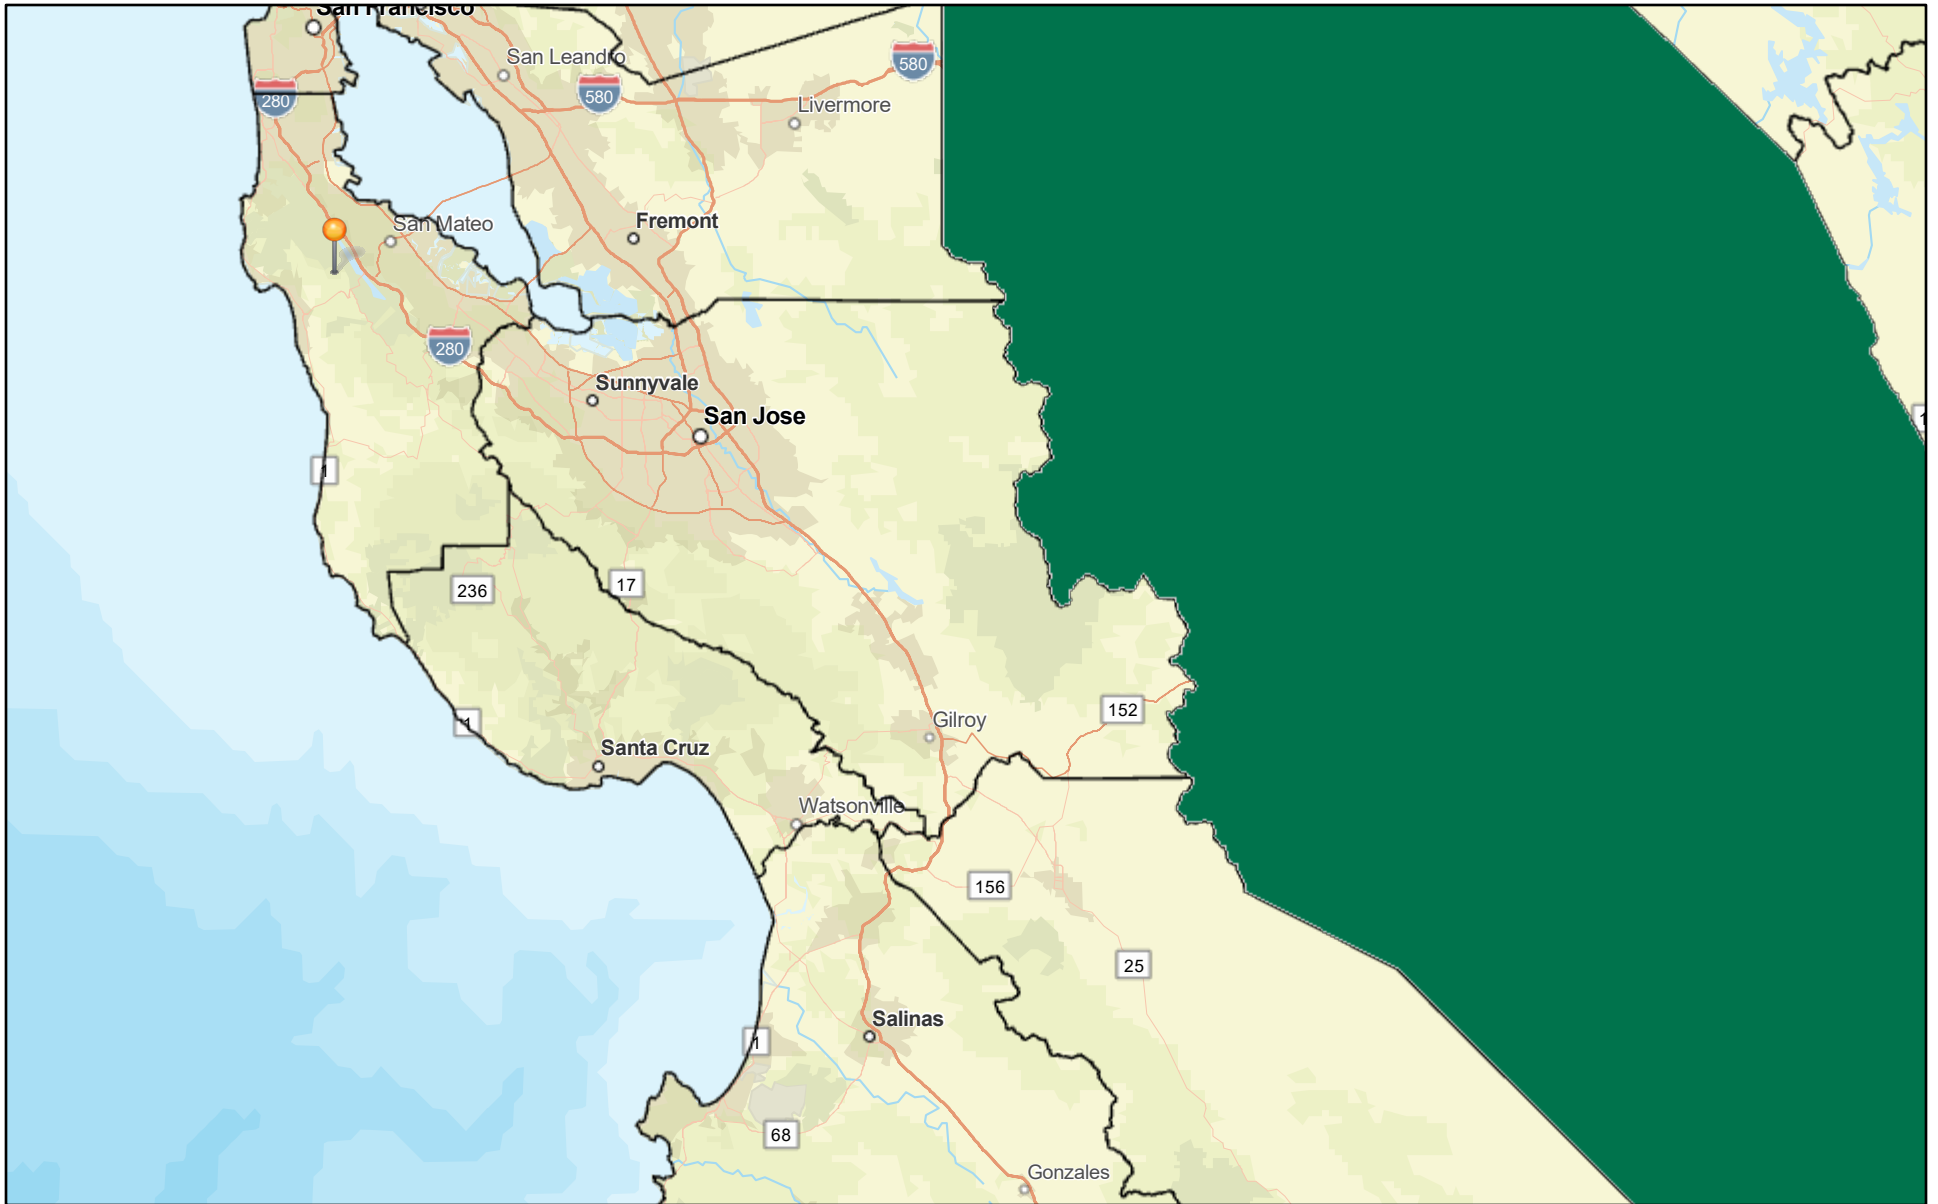 San Francisco
San Leandro
580
580
280
Livermore
San Mateo
Fremont
280
Sunnyvale
San Jose
1
1
236
17
152
Gilroy
1
Santa Cruz
Watsonville
156
25
Salinas
1
68
Gonzales